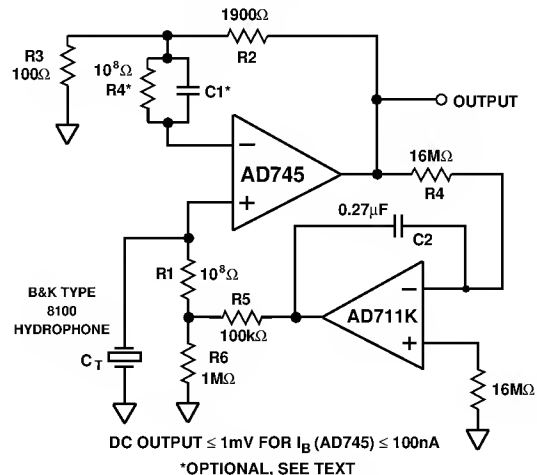 1900Ω
R2
R3
100Ω
10⁸Ω
R4*
C1*
OUTPUT
−
AD745
+
16MΩ
R4
0.27µF
C2
R1
10⁸Ω
B&K TYPE
8100
HYDROPHONE
R5
100kΩ
−
AD711K
+
C_T
R6
1MΩ
16MΩ
DC OUTPUT ≤ 1mV FOR I_B (AD745) ≤ 100nA
*OPTIONAL, SEE TEXT